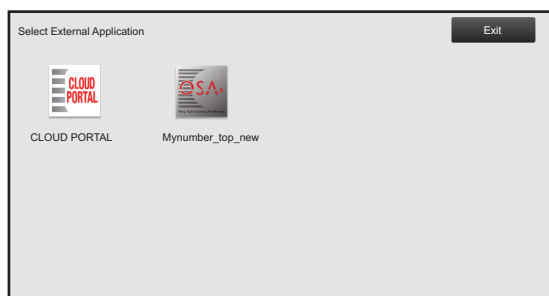 Select External Application
Exit
CLOUD
PORTAL
OSA
CLOUD PORTAL
Mynumber_top_new